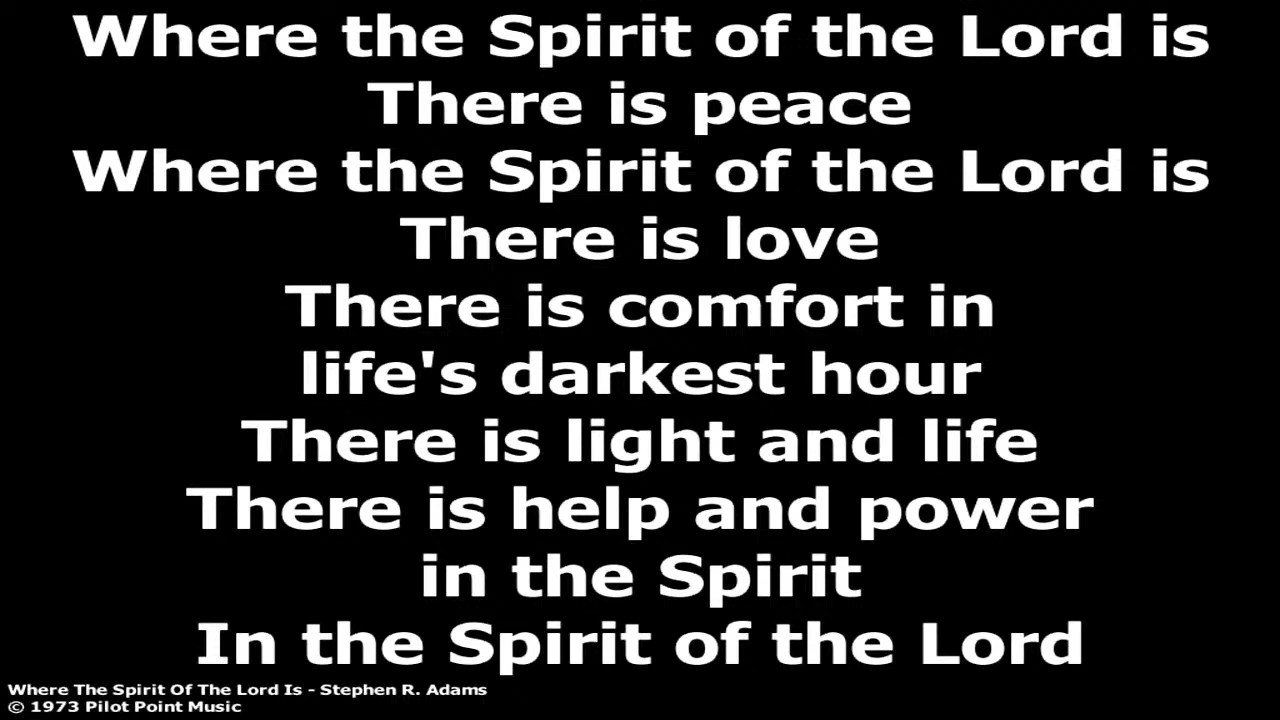 Where the Spirit of the Lord is
There is peace
Where the Spirit of the Lord is
There is love
There is comfort in
life's darkest hour
There is light and life
There is help and power
in the Spirit
In the Spirit of the Lord
Where The Spirit Of The Lord Is - Stephen R. Adams
© 1973 Pilot Point Music